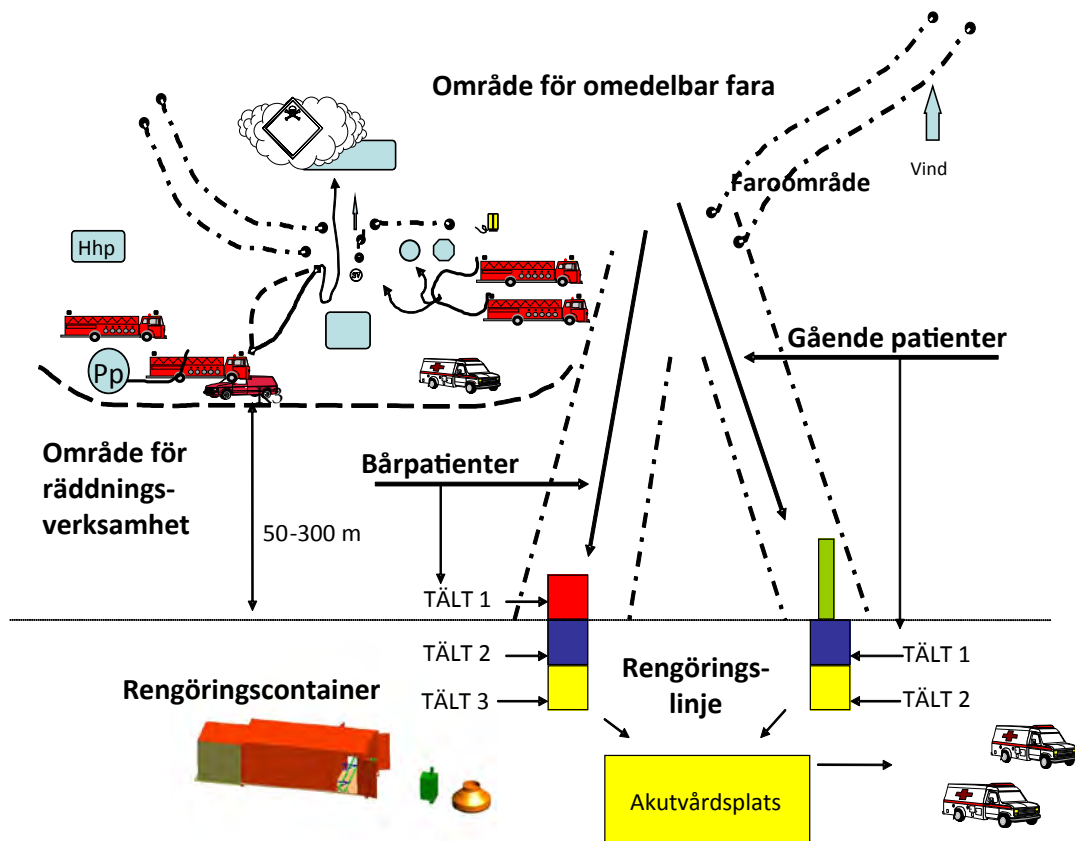 Område för omedelbar fara
Vind
Faroområde
Hhp
SV
Pp
Gående patienter
Område för
räddnings-
verksamhet
Bårpatienter
50-300 m
TÄLT 1
TÄLT 2
TÄLT 3
Rengörings-
linje
TÄLT 1
TÄLT 2
Rengöringscontainer
Akutvårdsplats